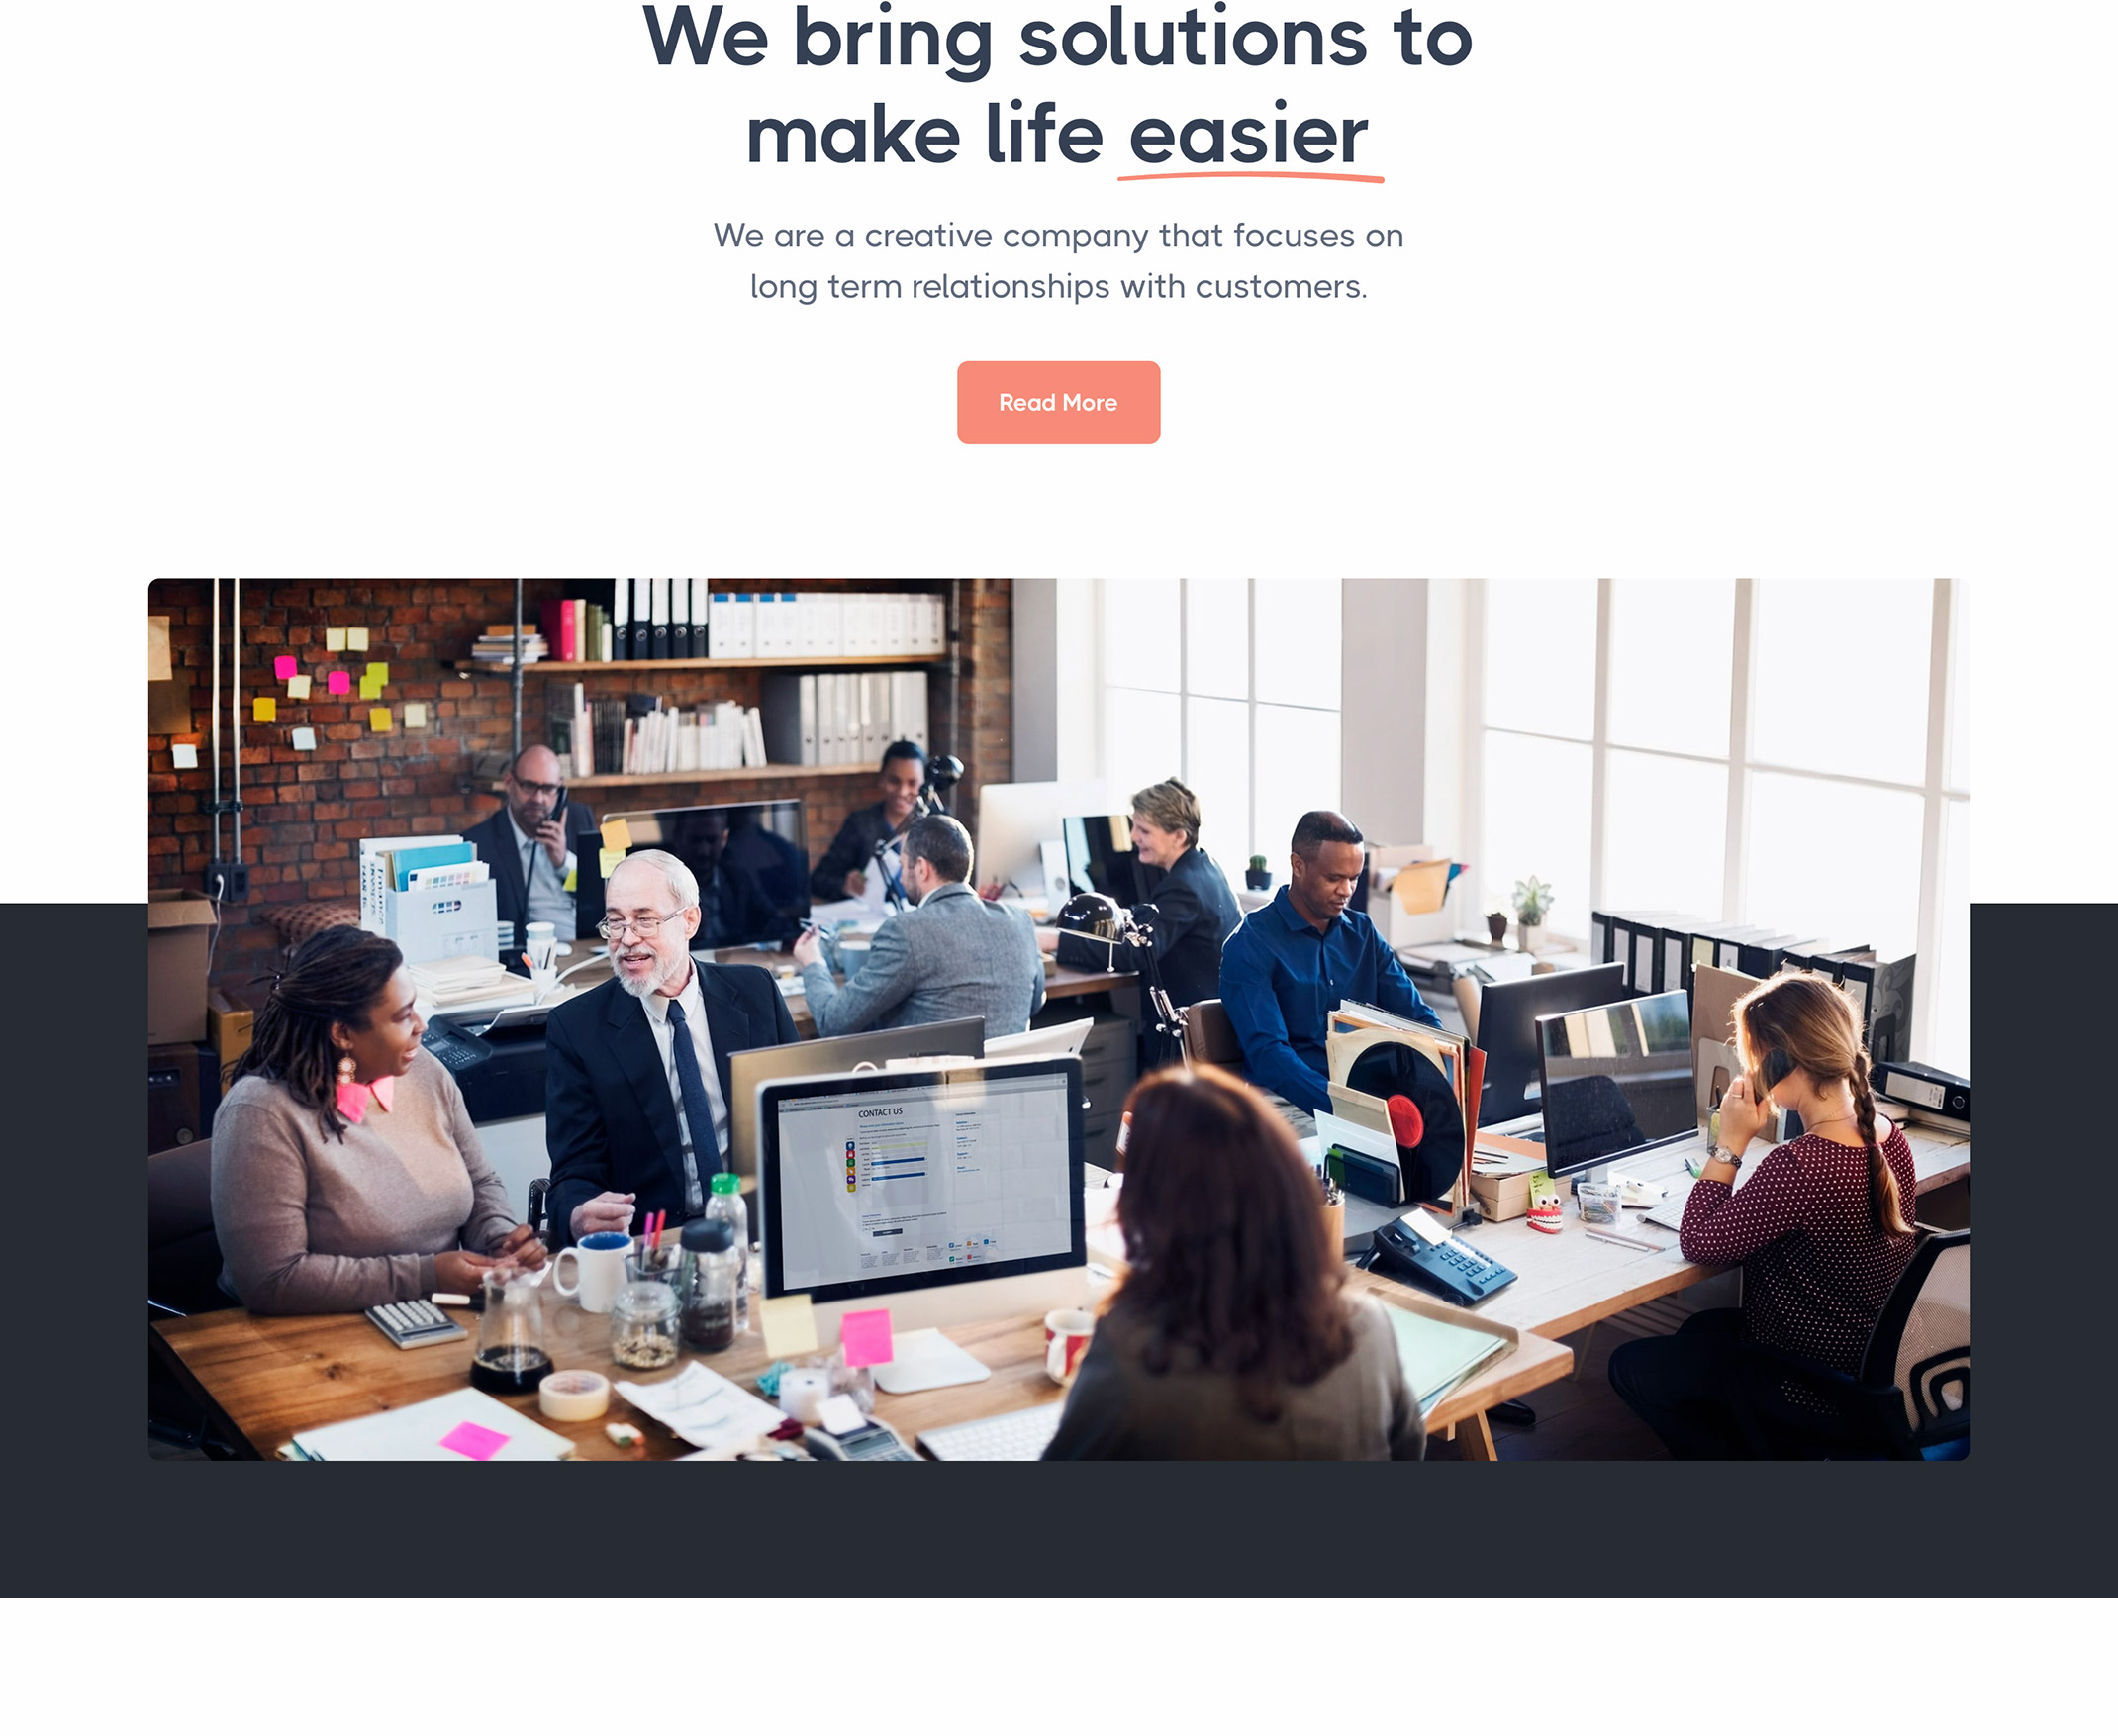 We bring solutions to
make life easier
We are a creative company that focuses on
long term relationships with customers.
Read More
CONTACT US